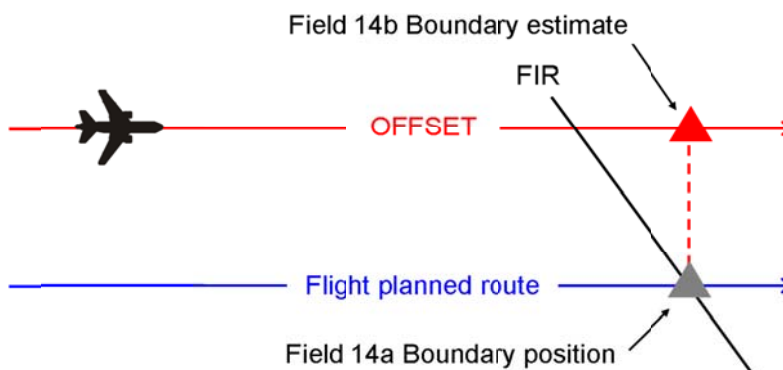 Field 14b Boundary estimate
FIR
OFFSET
Flight planned route
Field 14a Boundary position